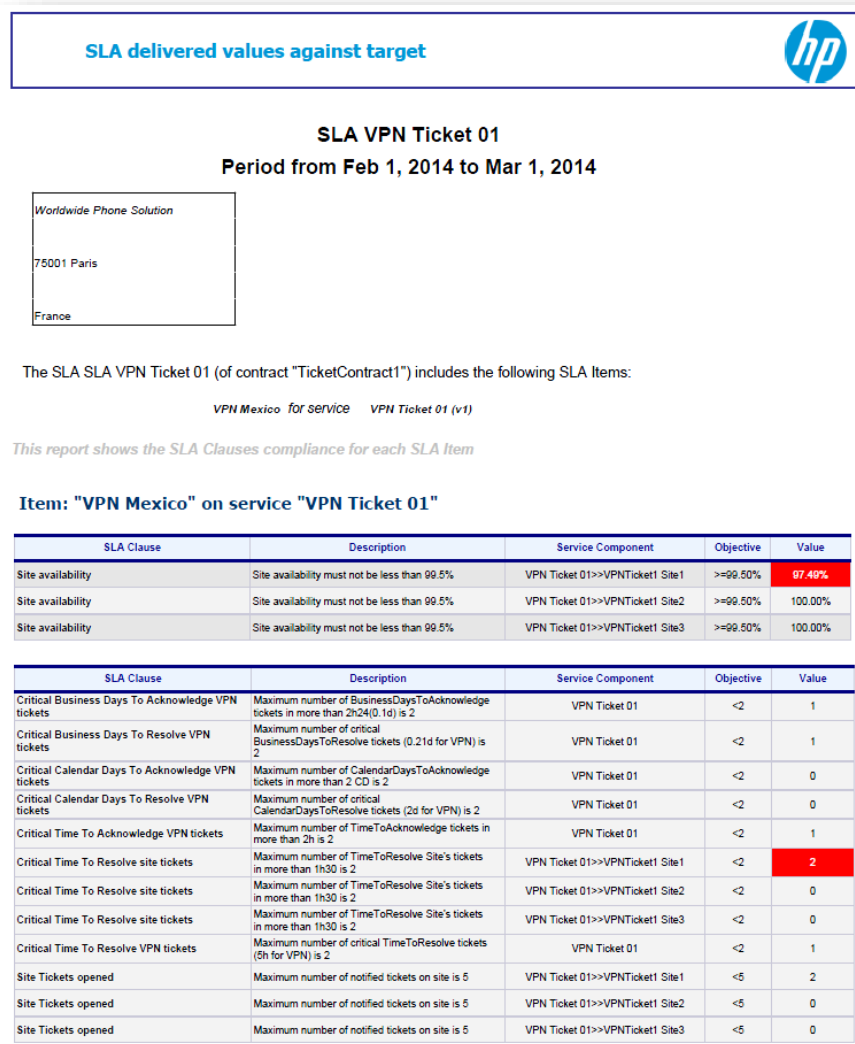 SLA delivered values against target
hp
SLA VPN Ticket 01
Period from Feb 1, 2014 to Mar 1, 2014
Worldwide Phone Solution
75001 Paris
France
The SLA SLA VPN Ticket 01 (of contract "TicketContract1") includes the following SLA Items:
VPN Mexico for service VPN Ticket 01 (v1)
This report shows the SLA Clauses compliance for each SLA Item
Item: "VPN Mexico" on service "VPN Ticket 01"
SLA Clause Description Service Component Objective Value
Site availability Site availability must not be less than 99.5% VPN Ticket 01>>VPNTicket1 Site1 >=99.50% 97.49%
Site availability Site availability must not be less than 99.5% VPN Ticket 01>>VPNTicket1 Site2 >=99.50% 100.00%
Site availability Site availability must not be less than 99.5% VPN Ticket 01>>VPNTicket1 Site3 >=99.50% 100.00%
SLA Clause Description Service Component Objective Value
Critical Business Days To Acknowledge VPN
tickets
Maximum number of BusinessDaysToAcknowledge
tickets in more than 2h24(0.1d) is 2
VPN Ticket 01 <2 1
Critical Business Days To Resolve VPN
tickets
Maximum number of critical
BusinessDaysToResolve tickets (0.21d for VPN) is
2
VPN Ticket 01 <2 1
Critical Calendar Days To Acknowledge VPN
tickets
Maximum number of CalendarDaysToAcknowledge
tickets in more than 2 CD is 2
VPN Ticket 01 <2 0
Critical Calendar Days To Resolve VPN
tickets
Maximum number of critical
CalendarDaysToResolve tickets (2d for VPN) is 2
VPN Ticket 01 <2 0
Critical Time To Acknowledge VPN tickets
Maximum number of TimeToAcknowledge tickets in
more than 2h is 2
VPN Ticket 01 <2 1
Critical Time To Resolve site tickets
Maximum number of TimeToResolve Site's tickets
in more than 1h30 is 2
VPN Ticket 01>>VPNTicket1 Site1 <2 2
Critical Time To Resolve site tickets
Maximum number of TimeToResolve Site's tickets
in more than 1h30 is 2
VPN Ticket 01>>VPNTicket1 Site2 <2 0
Critical Time To Resolve site tickets
Maximum number of TimeToResolve Site's tickets
in more than 1h30 is 2
VPN Ticket 01>>VPNTicket1 Site3 <2 0
Critical Time To Resolve VPN tickets
Maximum number of critical TimeToResolve tickets
(5h for VPN) is 2
VPN Ticket 01 <2 1
Site Tickets opened Maximum number of notified tickets on site is 5 VPN Ticket 01>>VPNTicket1 Site1 <5 2
Site Tickets opened Maximum number of notified tickets on site is 5 VPN Ticket 01>>VPNTicket1 Site2 <5 0
Site Tickets opened Maximum number of notified tickets on site is 5 VPN Ticket 01>>VPNTicket1 Site3 <5 0